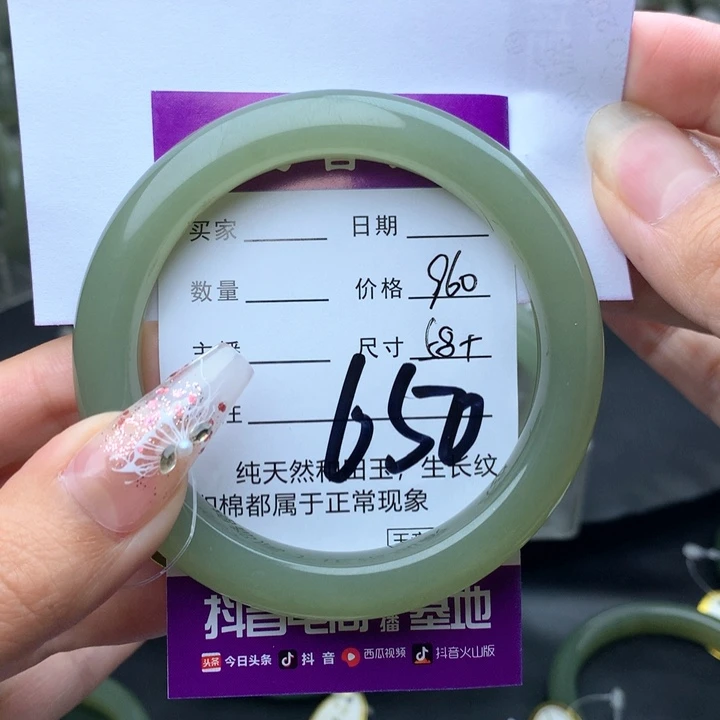 买家 日期
数量 价格 960
尺寸 68+
650
纯天然和田玉，生长纹
和棉都属于正常现象
抖音电商直播基地
头条 今日头条 抖音 西瓜视频 抖音火山版